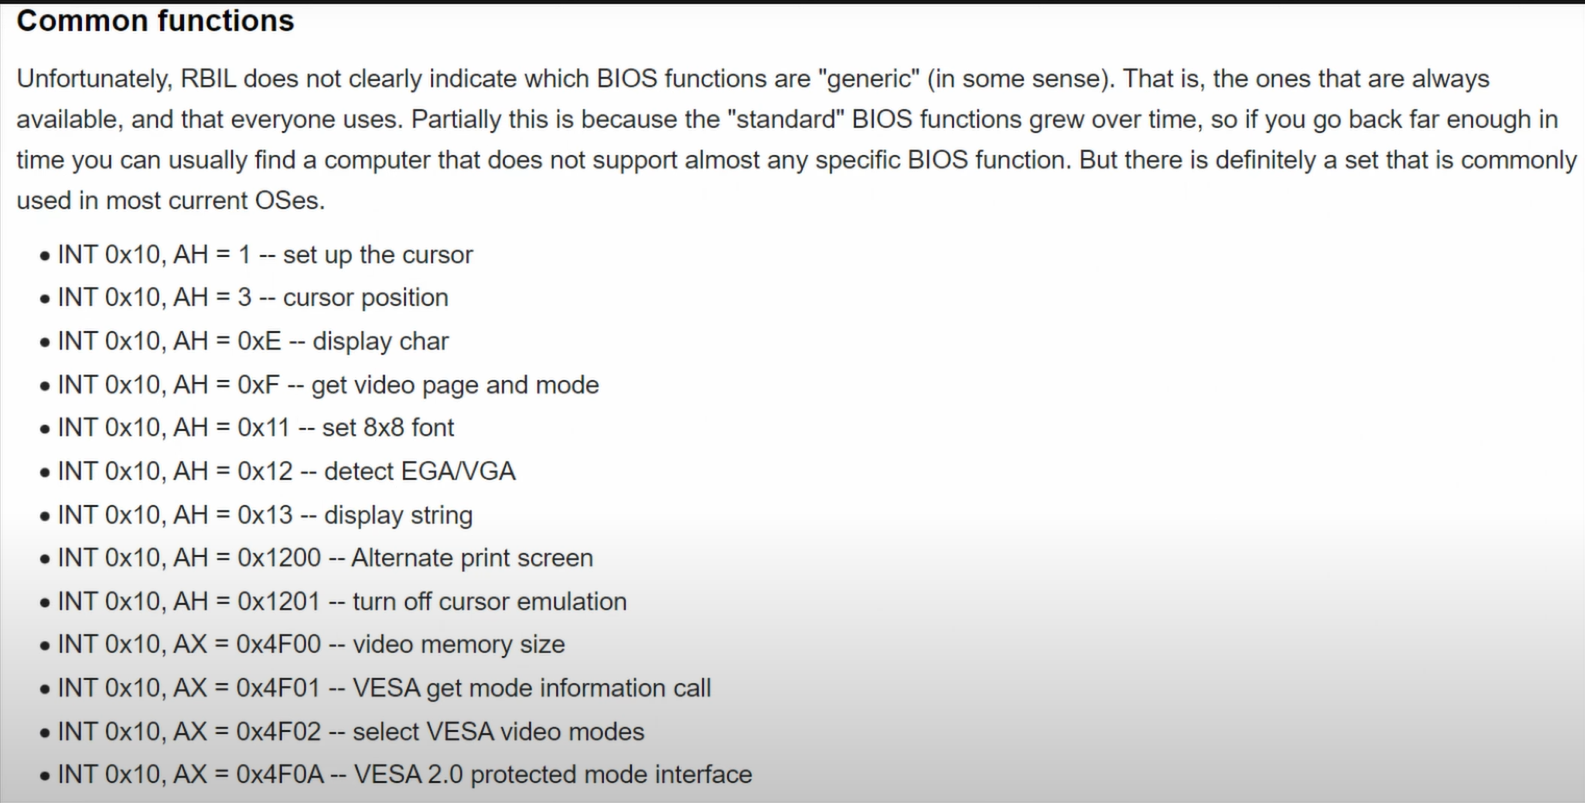 Common functions
Unfortunately, RBIL does not clearly indicate which BIOS functions are "generic" (in some sense). That is, the ones that are always
available, and that everyone uses. Partially this is because the "standard" BIOS functions grew over time, so if you go back far enough in
time you can usually find a computer that does not support almost any specific BIOS function. But there is definitely a set that is commonly
used in most current OSes.
• INT 0x10, AH = 1 -- set up the cursor
• INT 0x10, AH = 3 -- cursor position
• INT 0x10, AH = 0xE -- display char
• INT 0x10, AH = 0xF -- get video page and mode
• INT 0x10, AH = 0x11 -- set 8x8 font
• INT 0x10, AH = 0x12 -- detect EGA/VGA
• INT 0x10, AH = 0x13 -- display string
• INT 0x10, AH = 0x1200 -- Alternate print screen
• INT 0x10, AH = 0x1201 -- turn off cursor emulation
• INT 0x10, AX = 0x4F00 -- video memory size
• INT 0x10, AX = 0x4F01 -- VESA get mode information call
• INT 0x10, AX = 0x4F02 -- select VESA video modes
• INT 0x10, AX = 0x4F0A -- VESA 2.0 protected mode interface